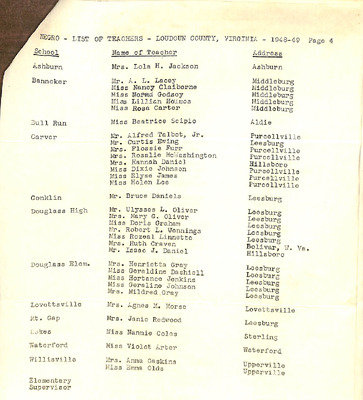 NEGRO - LIST OF TEACHERS - LOUDOUN COUNTY, VIRGINIA - 1948-49 Page 4
School Name of Teacher Address
Ashburn Mrs. Lola H. Jackson Ashburn
Banneker Mr. A. L. Lacey Middleburg
Miss Nancy Claiborne Middleburg
Miss Norma Godsey Middleburg
Miss Lillian Middleburg
Miss Rosa Carter Middleburg
Bull Run Miss Beatrice Scipio Aldie
Carver Mr. Alfred Talbot, Jr. Purcellville
Mr. Curtis Ewing Leesburg
Mrs. Flossie Furr Purcellville
Mrs. Rosalie McWashington Purcellville
Mrs. Hannah Daniel Hillsboro
Miss Dixie Johnson Purcellville
Miss Elyse James Purcellville
Miss Helen Lee Purcellville
Conklin Mr. Bruce Daniels Leesburg
Douglass High Mr. Ulysses L. Oliver Leesburg
Mrs. Mary G. Oliver Leesburg
Miss Doris Graham Leesburg
Mr. Robert L. Wennings Leesburg
Miss Rozeal Linnette Leesburg
Mrs. Ruth Craven Bolivar, W. Va.
Mr. Isaac J. Daniel Hillsboro
Douglass Elem. Mrs. Henrietta Gray Leesburg
Miss Geraldine Dashiell Leesburg
Miss Hortense Jenkins Leesburg
Miss Geraline Johnson Leesburg
Mrs. Mildred Gray Leesburg
Lovettsville Mrs. Agnes M. Morse Lovettsville
Mt. Gap Mrs. Janie Redwood Leesburg
Oakes Miss Nannie Coles Sterling
Waterford Miss Violet Arter Waterford
Willisville Mrs. Anna Gaskins Upperville
Miss Emma Olds Upperville
Elementary
Supervisor